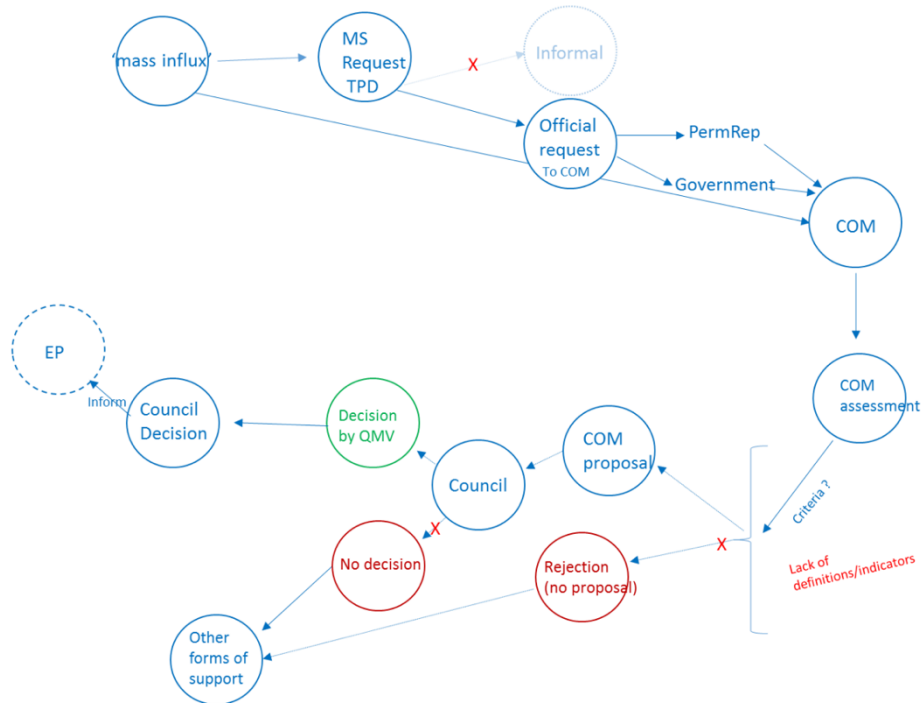 ‘mass influx’
MS
Request
TPD
X
Informal
Official
request
To COM
PermRep
Government
COM
COM
assessment
Criteria ?
Lack of
definitions/indicators
X
COM
proposal
Rejection
(no proposal)
Council
X
Decision
by QMV
No decision
Council
Decision
Inform
EP
Other
forms of
support